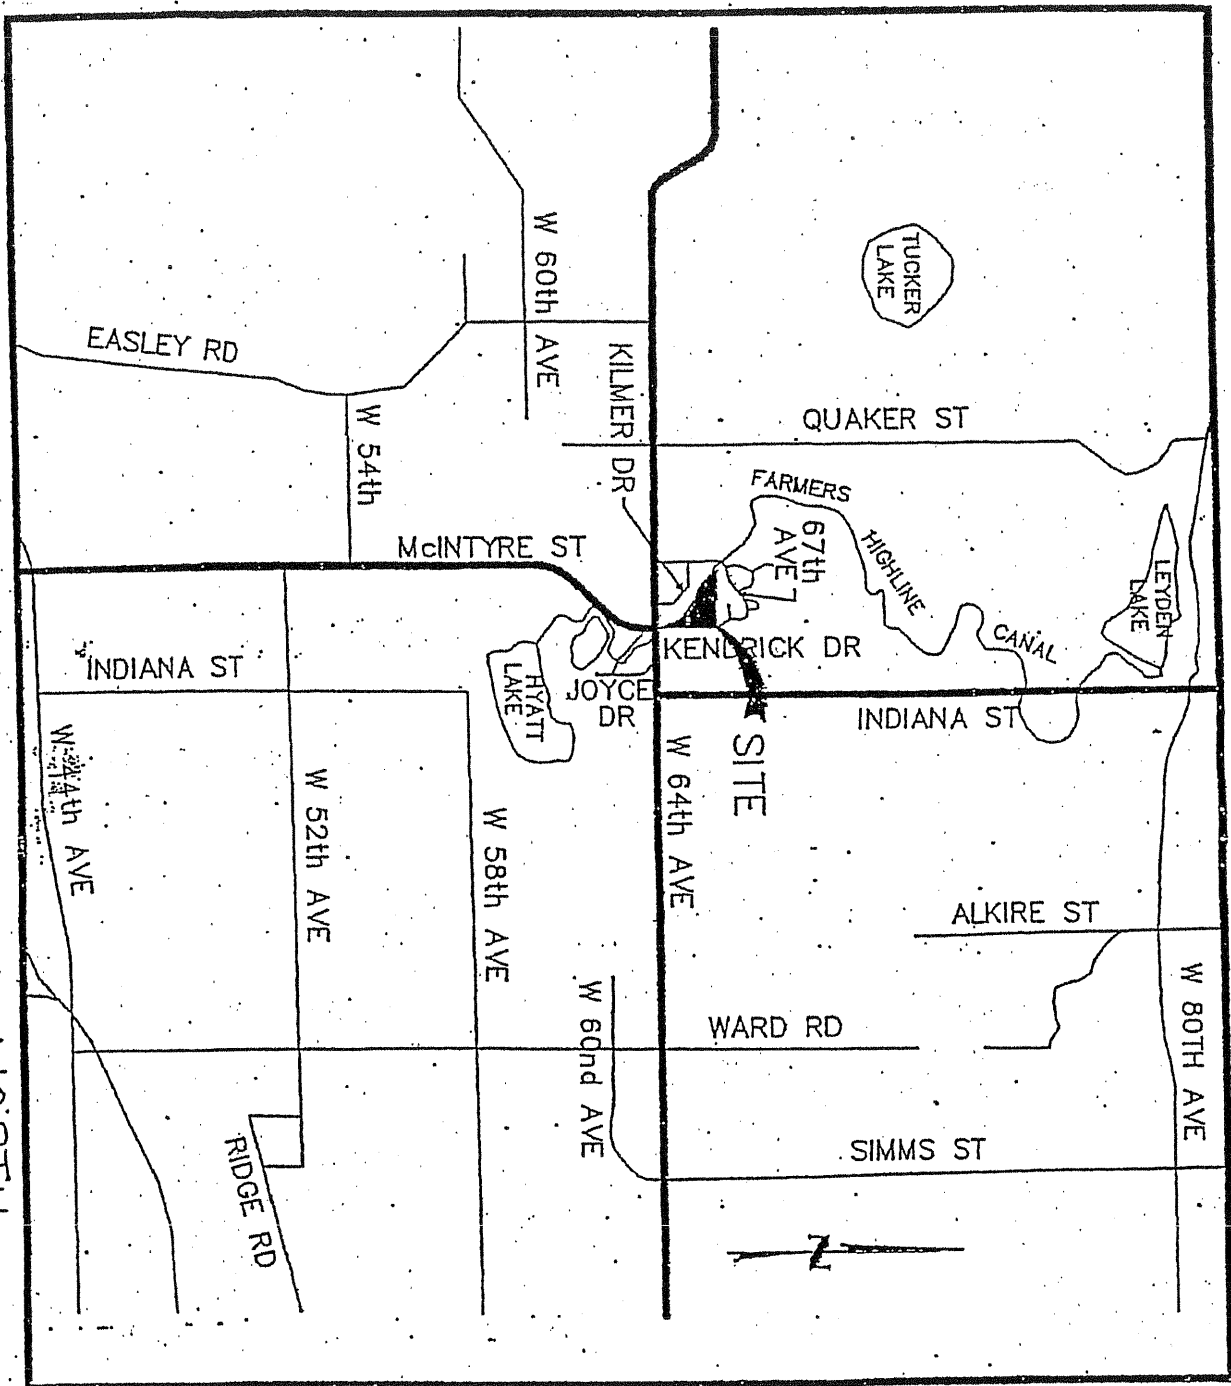 TUCKER
LAKE
W 60th AVE
EASLEY RD
KILMER DR
QUAKER ST
W 54th
FARMERS
HIGHLINE
CANAL
67th
AVE
LEYDEN
LAKE
McINTYRE ST
INDIANA ST
HYATT
LAKE
JOYCE
DR
KENDRICK DR
INDIANA ST
SITE
W 44th AVE
W 52th AVE
W 58th AVE
W 64th AVE
ALKIRE ST
W 60nd AVE
WARD RD
W 80TH AVE
RIDGE RD
SIMMS ST
Z